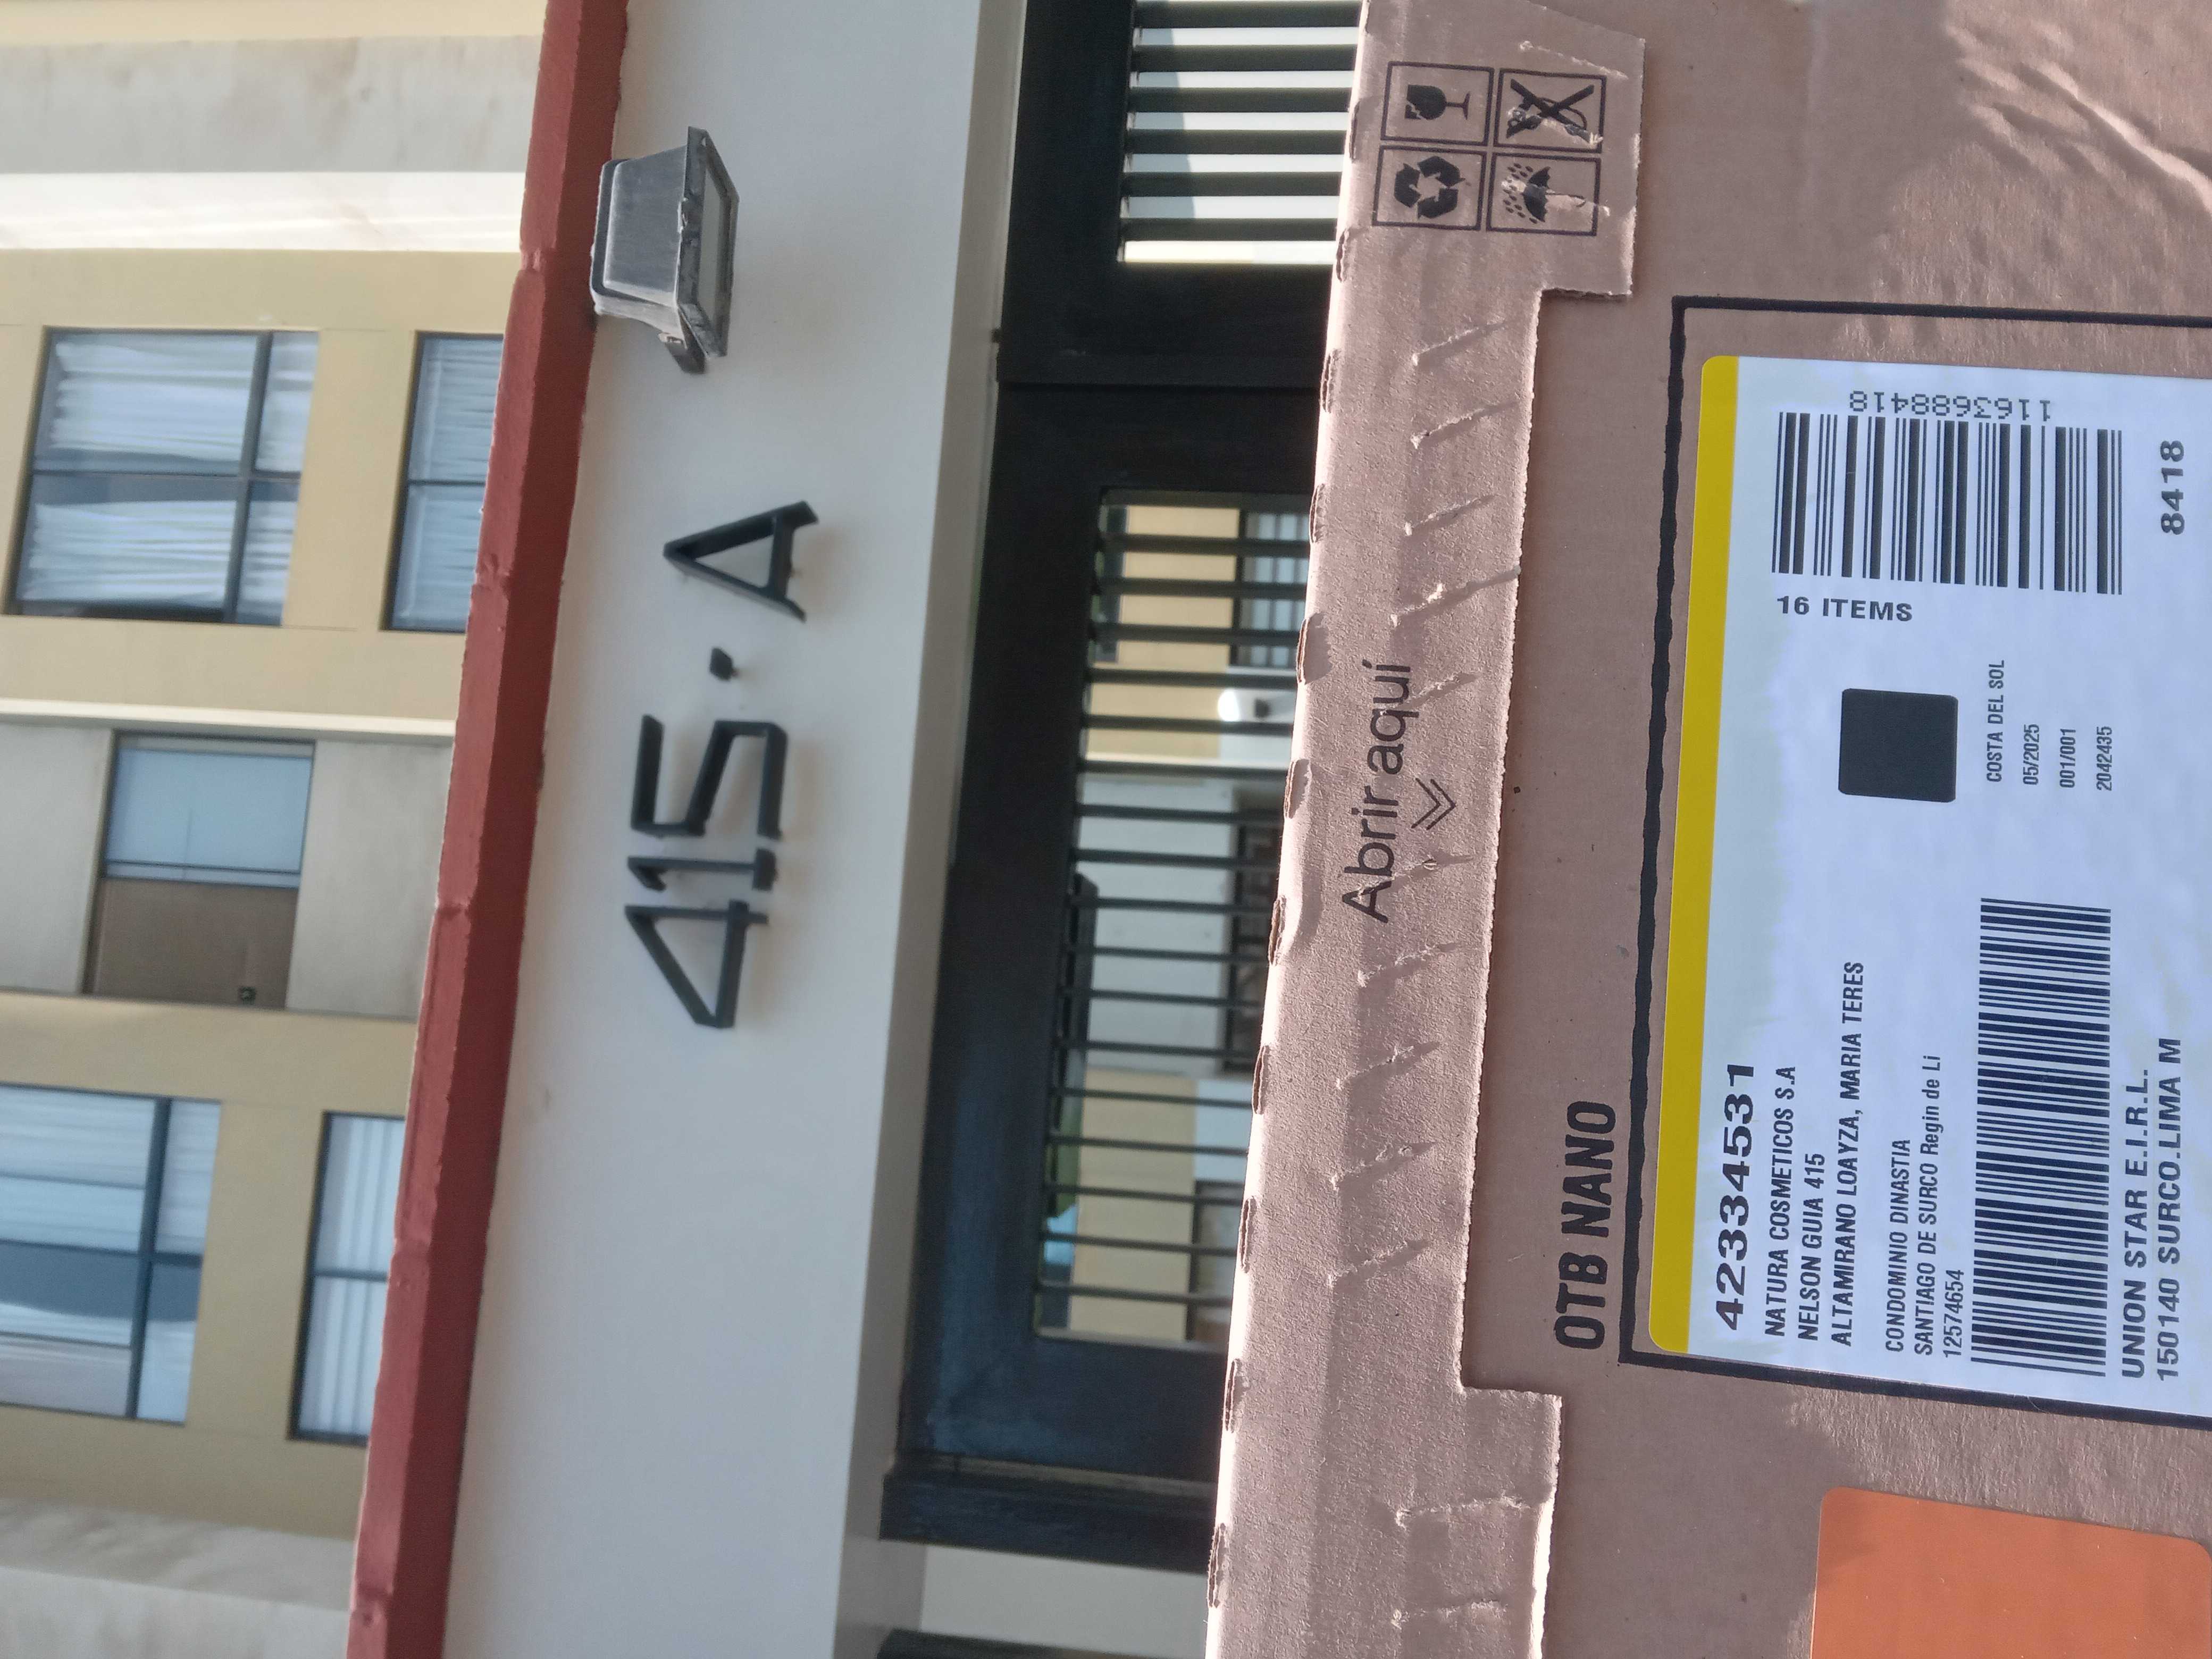 415·A
Abrir aquí
OTB NANO
42334531
NATURA COSMETICOS S.A
NELSON GUIA 415
ALTAMIRANO LOAYZA, MARIA TERES
CONDOMINIO DINASTIA
SANTIAGO DE SURCO Regin de Li
12574654
UNION STAR E.I.R.L.
150140 SURCO.LIMA M
16 ITEMS
1163688418
COSTA DEL SOL
05/2025
001/001
2042435
8418